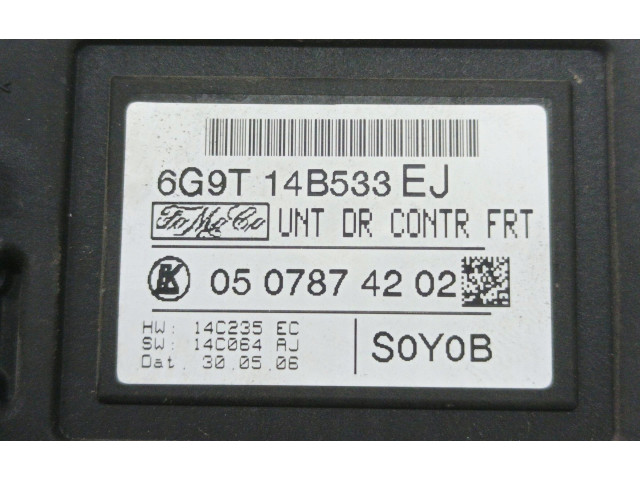 6G9T 14B533 EJ
FoMoCo UNT DR CONTR FRT
K 05 0787 42 02
HW: 14C235 EC
SW: 14C064 AJ
Dat. 30.05.06
S0Y0B